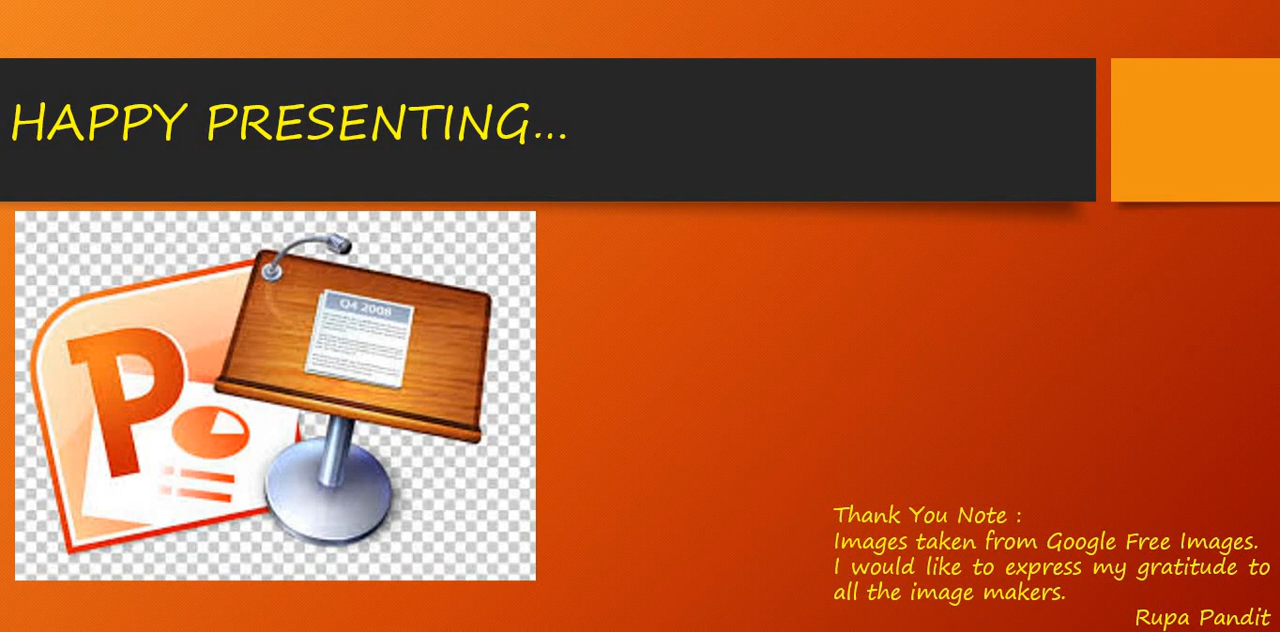 HAPPY PRESENTING...
Q4 2008
P
Thank You Note :
Images taken from Google Free Images.
I would like to express my gratitude to
all the image makers.
Rupa Pandit